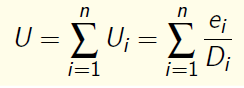 U = \sum_{i=1}^{n} U_i = \sum_{i=1}^{n} \frac{e_i}{D_i}